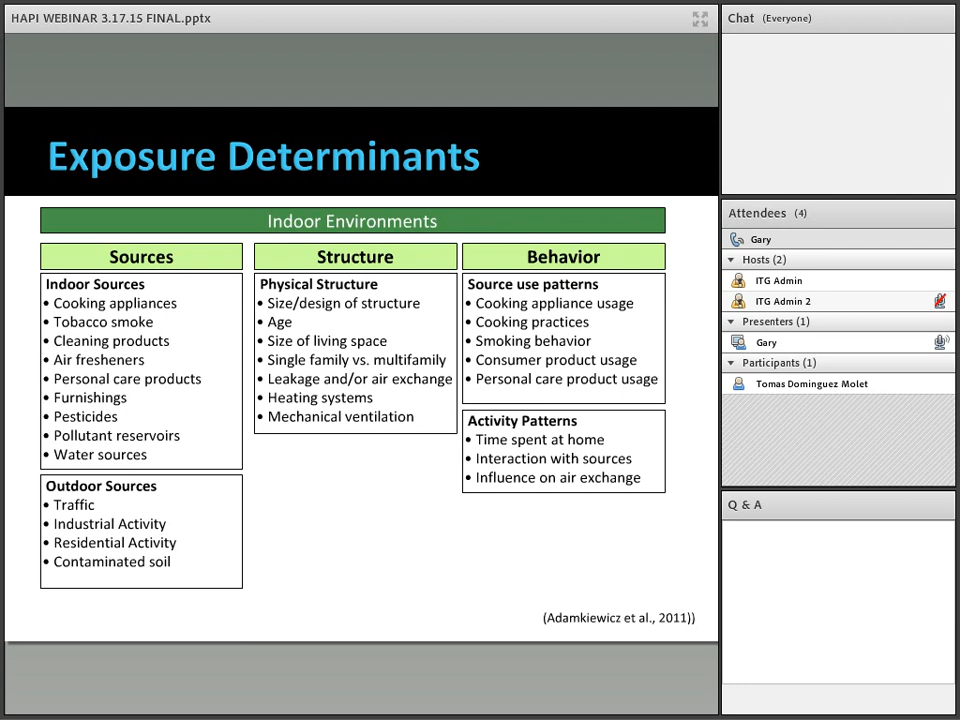 HAPI WEBINAR 3.17.15 FINAL.pptx
Exposure Determinants
Indoor Environments
Sources
Indoor Sources
• Cooking appliances
• Tobacco smoke
• Cleaning products
• Air fresheners
• Personal care products
• Furnishings
• Pesticides
• Pollutant reservoirs
• Water sources
Outdoor Sources
• Traffic
• Industrial Activity
• Residential Activity
• Contaminated soil
Structure
Physical Structure
• Size/design of structure
• Age
• Size of living space
• Single family vs. multifamily
• Leakage and/or air exchange
• Heating systems
• Mechanical ventilation
Behavior
Source use patterns
• Cooking appliance usage
• Cooking practices
• Smoking behavior
• Consumer product usage
• Personal care product usage
Activity Patterns
• Time spent at home
• Interaction with sources
• Influence on air exchange
(Adamkiewicz et al., 2011))
Chat (Everyone)
Attendees (4)
Gary
Hosts (2)
ITG Admin
ITG Admin 2
Presenters (1)
Gary
Participants (1)
Tomas Dominguez Molet
Q & A